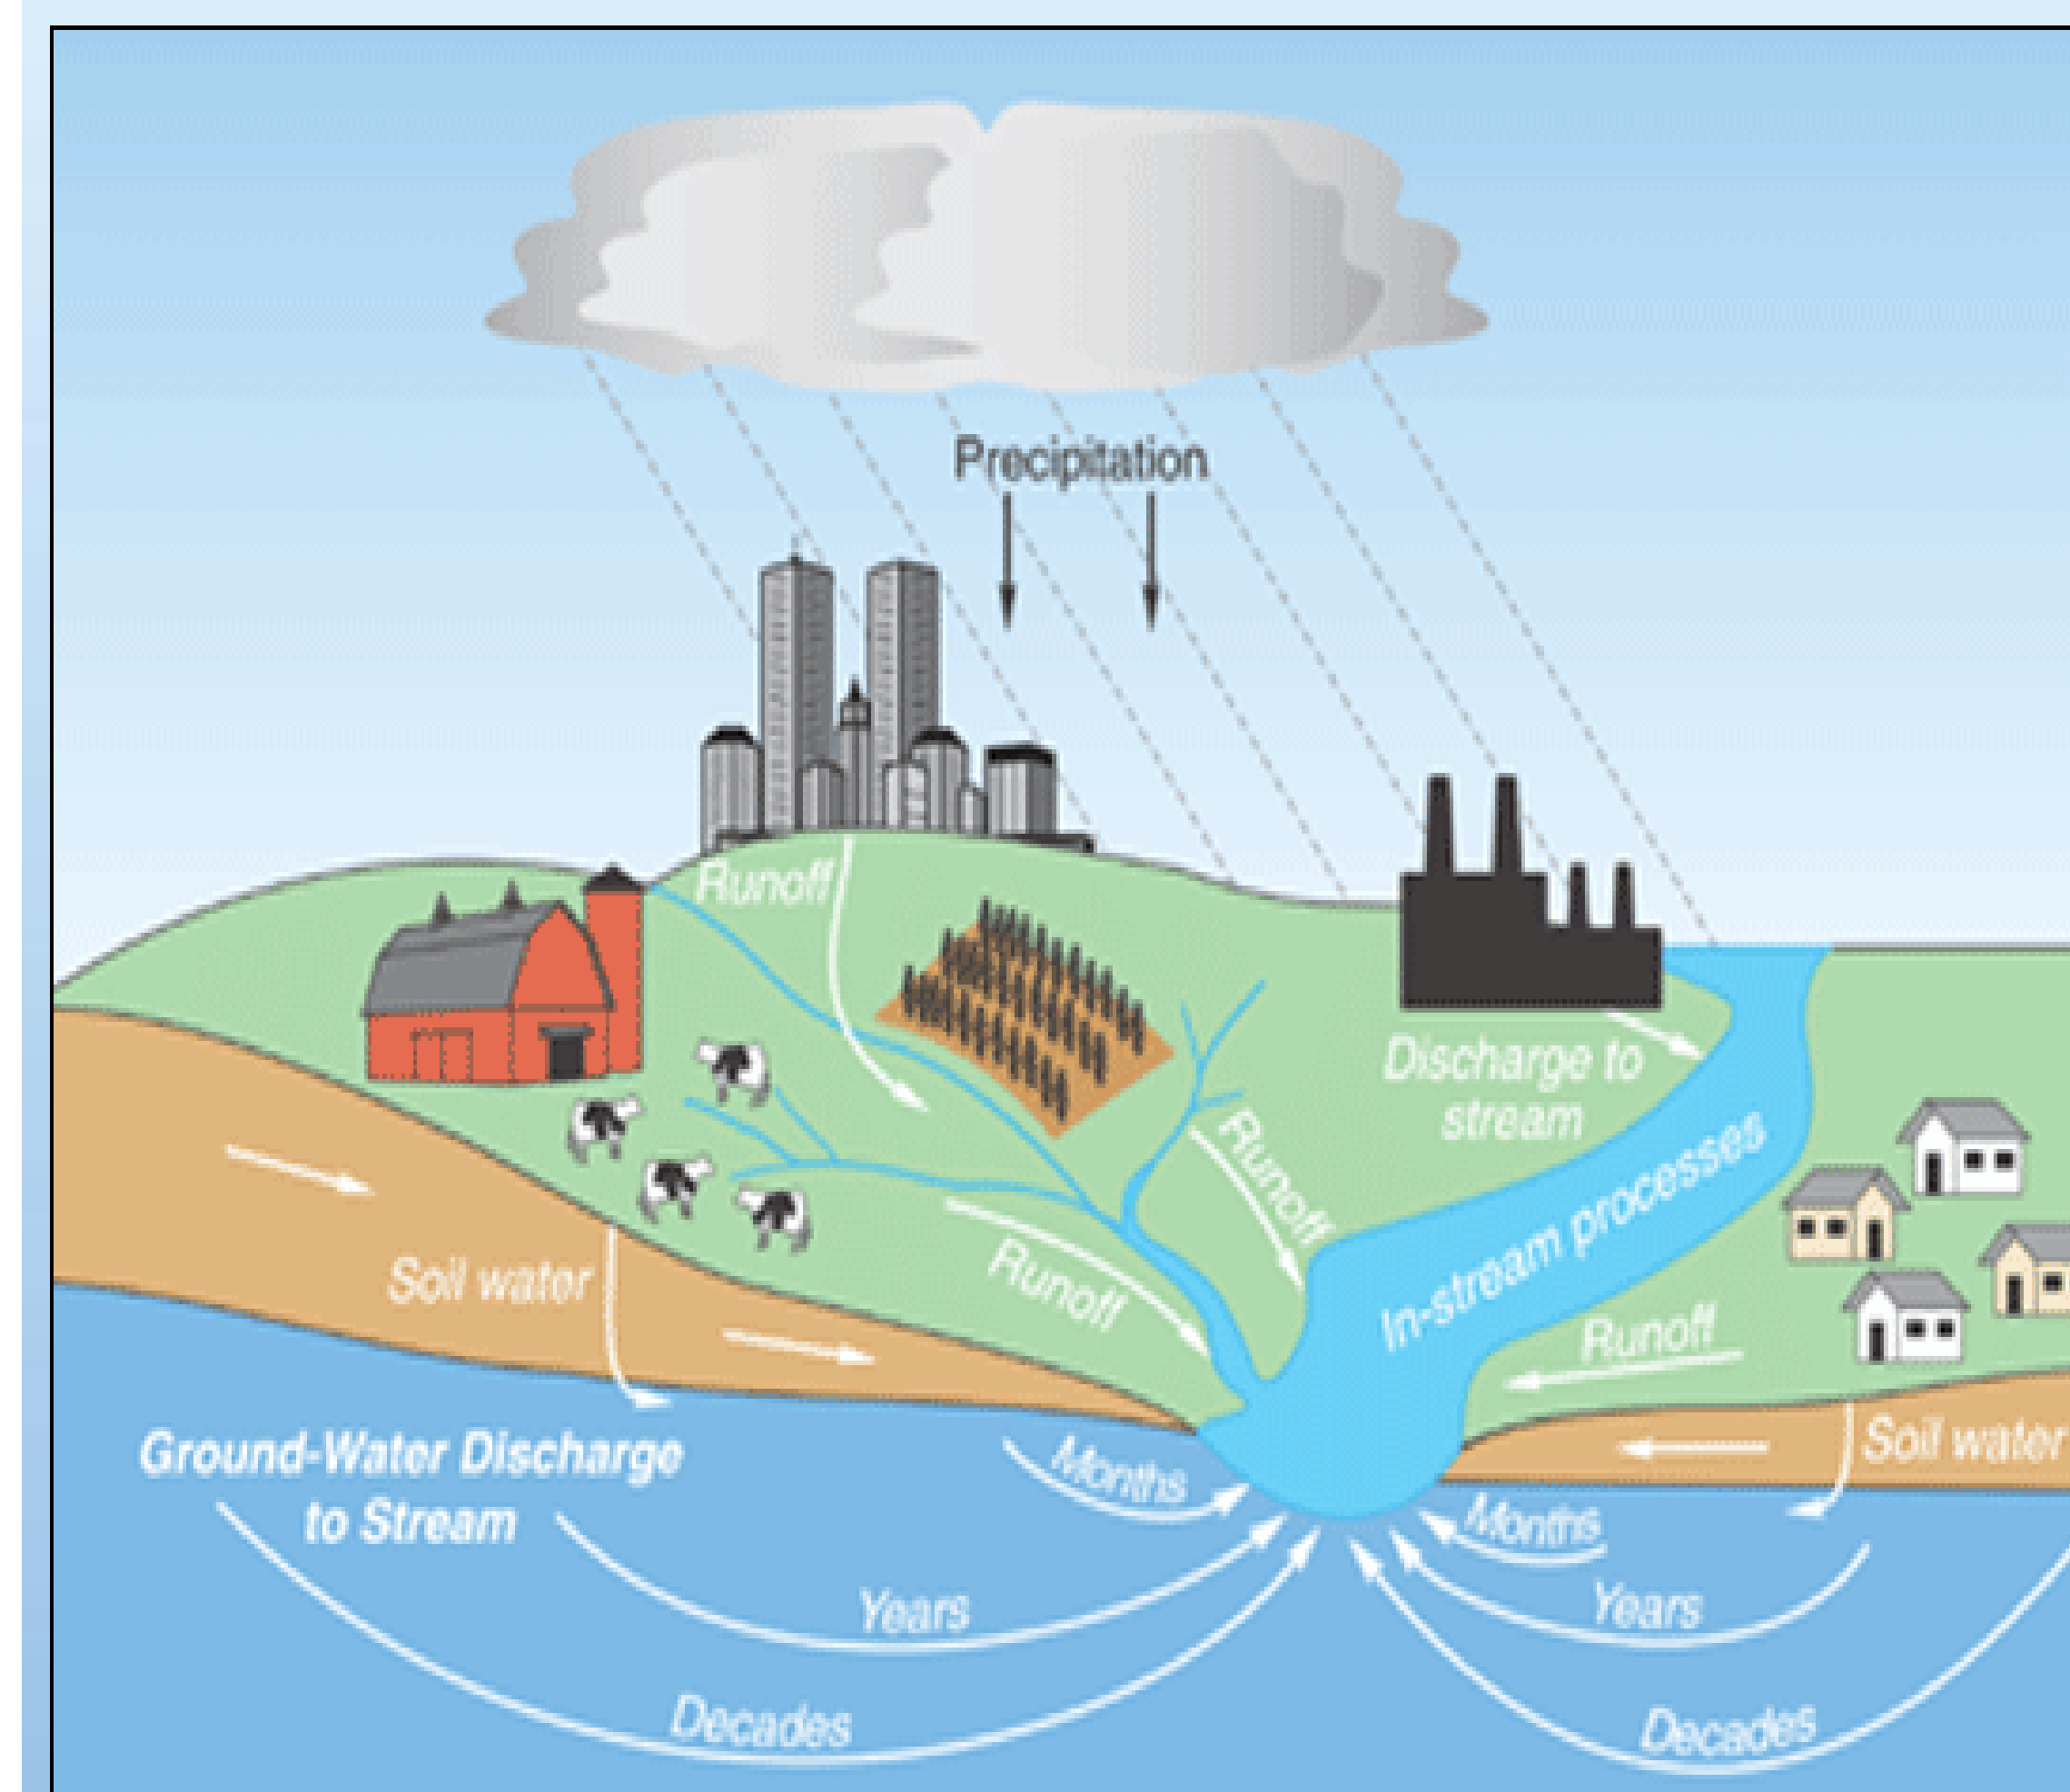 Precipitation
Runoff
Discharge to
stream
Runoff
In-stream processes
Soil water
Runoff
Runoff
Soil water
Ground-Water Discharge
to Stream
Months
Months
Years
Years
Decades
Decades